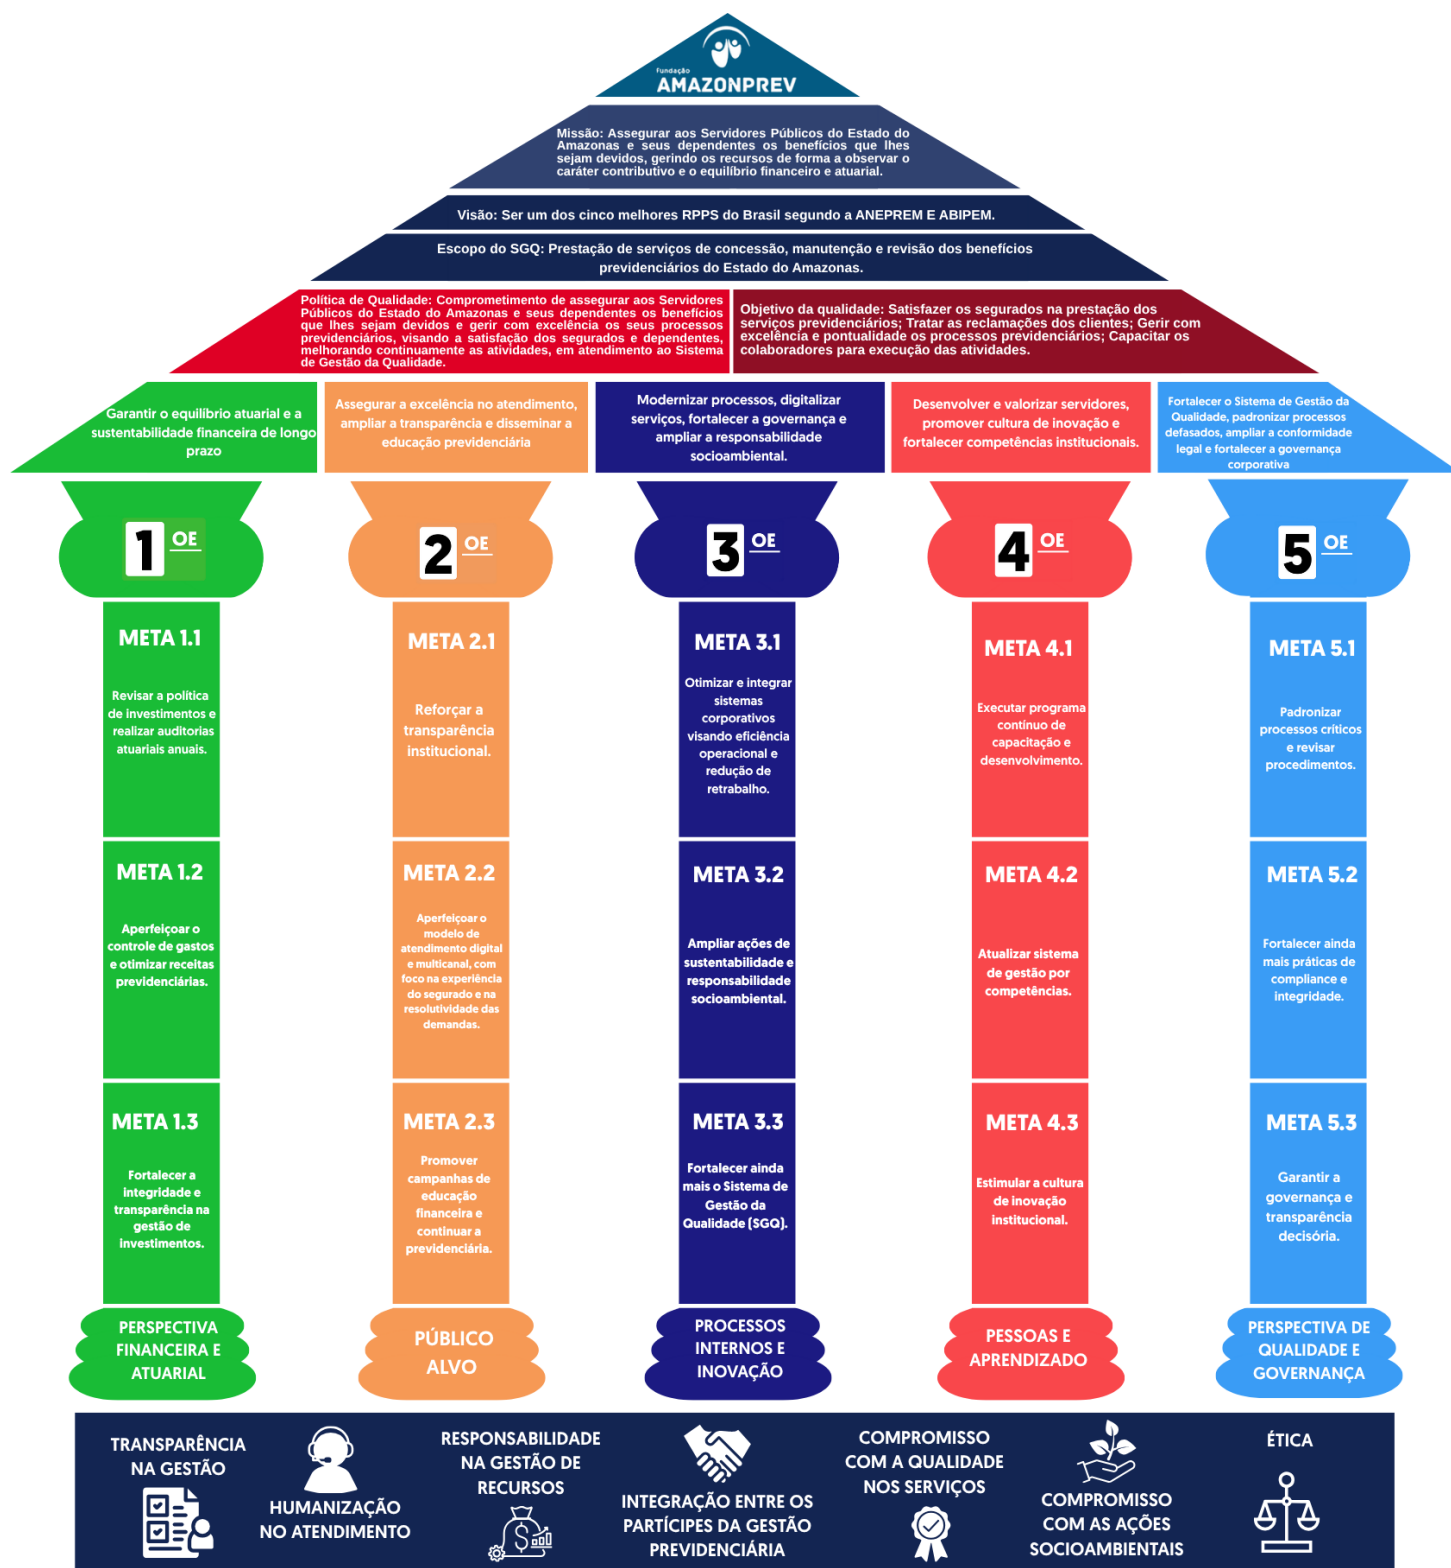 Fundação
AMAZONPREV
Missão: Assegurar aos Servidores Públicos do Estado do
Amazonas e seus dependentes os benefícios que lhes
sejam devidos, gerindo os recursos de forma a observar o
caráter contributivo e o equilíbrio financeiro e atuarial.
Visão: Ser um dos cinco melhores RPPS do Brasil segundo a ANEPREM E ABIPEM.
Escopo do SGQ: Prestação de serviços de concessão, manutenção e revisão dos benefícios
previdenciários do Estado do Amazonas.
Política de Qualidade: Comprometimento de assegurar aos Servidores
Públicos do Estado do Amazonas e seus dependentes os benefícios
que lhes sejam devidos e gerir com excelência os seus processos
previdenciários, visando a satisfação dos segurados e dependentes,
melhorando continuamente as atividades, em atendimento ao Sistema
de Gestão da Qualidade.
Objetivo da qualidade: Satisfazer os segurados na prestação dos
serviços previdenciários; Tratar as reclamações dos clientes; Gerir com
excelência e pontualidade os processos previdenciários; Capacitar os
colaboradores para execução das atividades.
Garantir o equilíbrio atuarial e a
sustentabilidade financeira de longo
prazo
Assegurar a excelência no atendimento,
ampliar a transparência e disseminar a
educação previdenciária
Modernizar processos, digitalizar
serviços, fortalecer a governança e
ampliar a responsabilidade
socioambiental.
Desenvolver e valorizar servidores,
promover cultura de inovação e
fortalecer competências institucionais.
Fortalecer o Sistema de Gestão da
Qualidade, padronizar processos
defasados, ampliar a conformidade
legal e fortalecer a governança
corporativa
1 OE
2 OE
3 OE
4 OE
5 OE
META 1.1
Revisar a política
de investimentos e
realizar auditorias
atuariais anuais.
META 2.1
Reforçar a
transparência
institucional.
META 3.1
Otimizar e integrar
sistemas
corporativos
visando eficiência
operacional e
redução de
retrabalho.
META 4.1
Executar programa
contínuo de
capacitação e
desenvolvimento.
META 5.1
Padronizar
processos críticos
e revisar
procedimentos.
META 1.2
Aperfeiçoar o
controle de gastos
e otimizar receitas
previdenciárias.
META 2.2
Aperfeiçoar o
modelo de
atendimento digital
e multicanal, com
foco na experiência
do segurado e na
resolutividade das
demandas.
META 3.2
Ampliar ações de
sustentabilidade e
responsabilidade
socioambiental.
META 4.2
Atualizar sistema
de gestão por
competências.
META 5.2
Fortalecer ainda
mais práticas de
compliance e
integridade.
META 1.3
Fortalecer a
integridade e
transparência na
gestão de
investimentos.
META 2.3
Promover
campanhas de
educação
financeira e
continuar a
previdenciária.
META 3.3
Fortalecer ainda
mais o Sistema de
Gestão da
Qualidade (SGQ).
META 4.3
Estimular a cultura
de inovação
institucional.
META 5.3
Garantir a
governança e
transparência
decisória.
PERSPECTIVA
FINANCEIRA E
ATUARIAL
PÚBLICO
ALVO
PROCESSOS
INTERNOS E
INOVAÇÃO
PESSOAS E
APRENDIZADO
PERSPECTIVA DE
QUALIDADE E
GOVERNANÇA
TRANSPARÊNCIA
NA GESTÃO
HUMANIZAÇÃO
NO ATENDIMENTO
RESPONSABILIDADE
NA GESTÃO DE
RECURSOS
INTEGRAÇÃO ENTRE OS
PARTÍCIPES DA GESTÃO
PREVIDENCIÁRIA
COMPROMISSO
COM A QUALIDADE
NOS SERVIÇOS
COMPROMISSO
COM AS AÇÕES
SOCIOAMBIENTAIS
ÉTICA